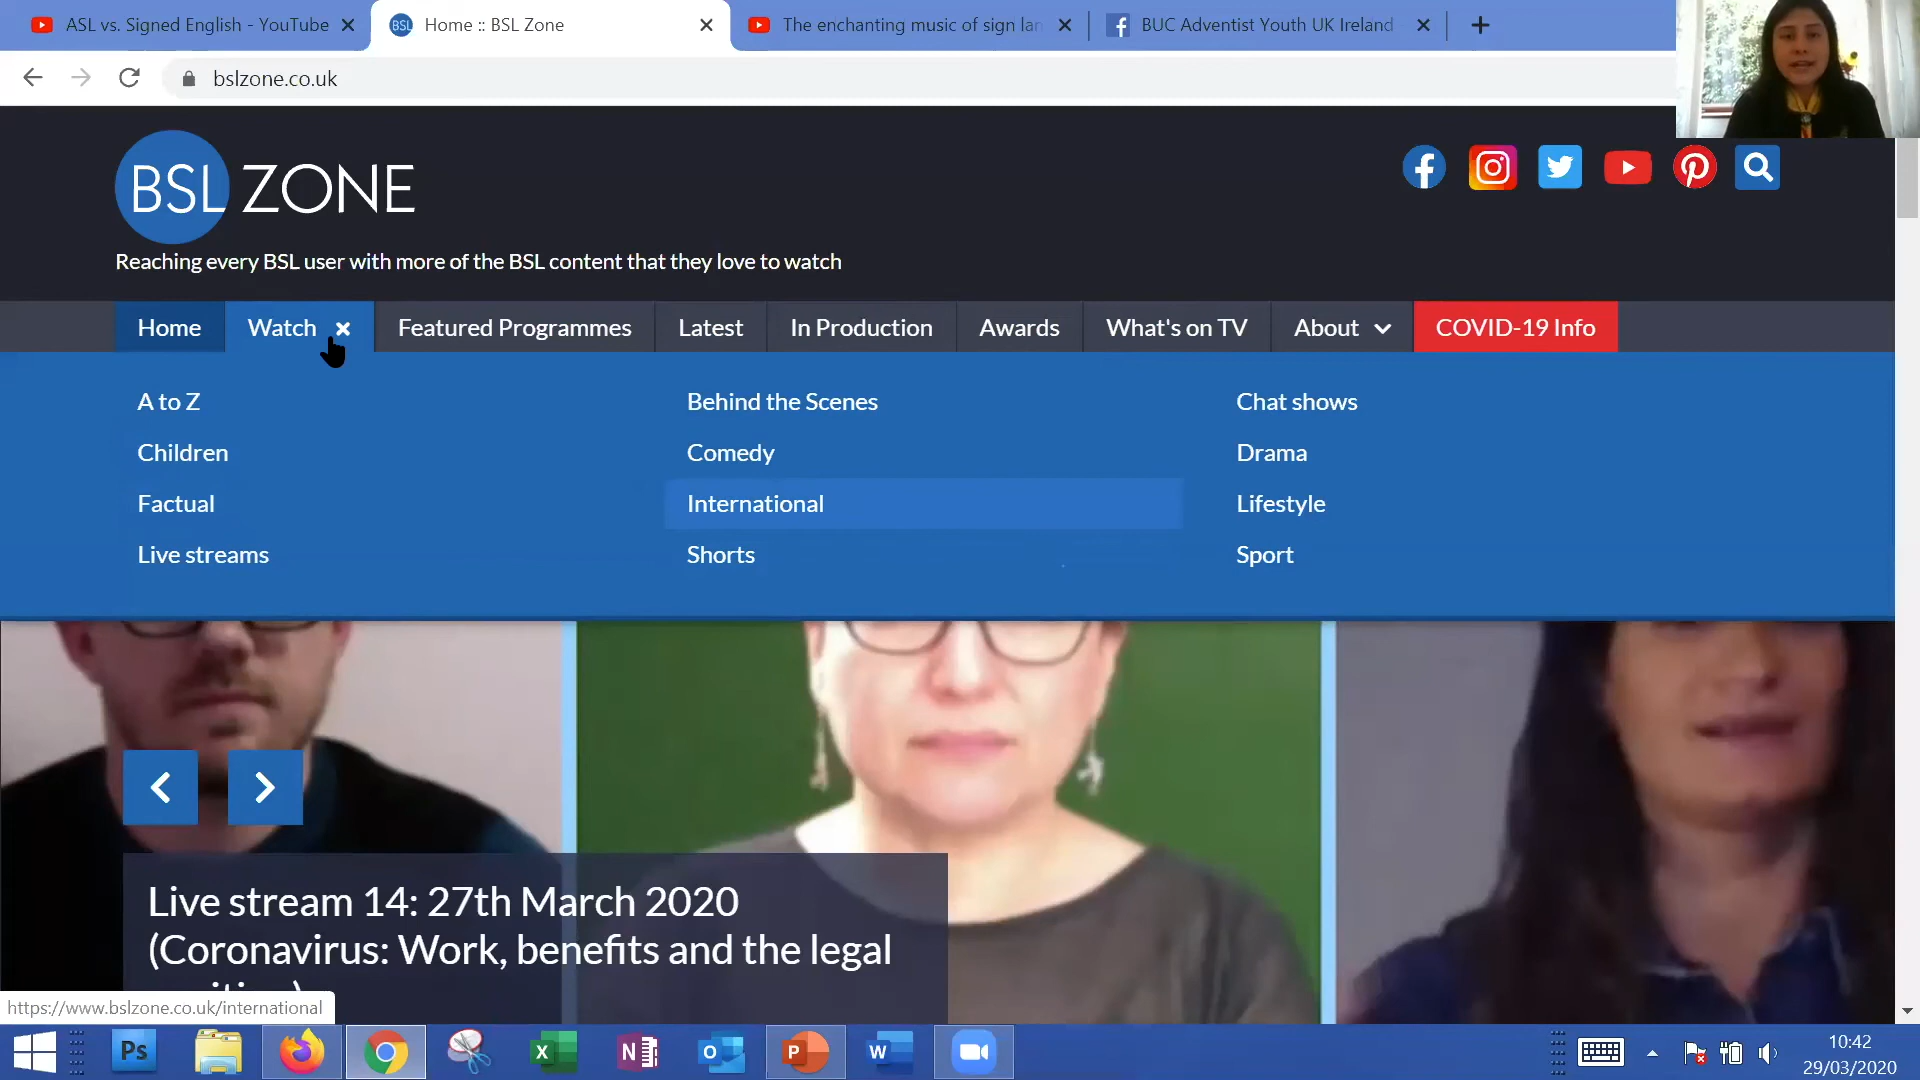 ASL vs. Signed English - YouTube
BSL
Home :: BSL Zone
The enchanting music of sign lan
BUC Adventist Youth UK Ireland
bslzone.co.uk
BSL ZONE
Reaching every BSL user with more of the BSL content that they love to watch
Home
Watch
Featured Programmes
Latest
In Production
Awards
What's on TV
About
COVID-19 Info
A to Z
Behind the Scenes
Chat shows
Children
Comedy
Drama
Factual
International
Lifestyle
Live streams
Shorts
Sport
Live stream 14: 27th March 2020
(Coronavirus: Work, benefits and the legal
https://www.bslzone.co.uk/international
Ps
X
N
O
P
W
10:42
29/03/2020